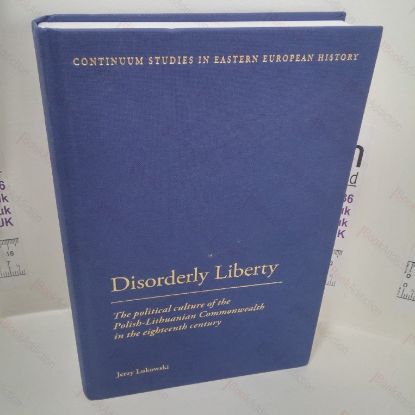 CONTINUUM STUDIES IN EASTERN EUROPEAN HISTORY
Disorderly Liberty
The political culture of the
Polish-Lithuanian Commonwealth
in the eighteenth century
Jerzy Lukowski